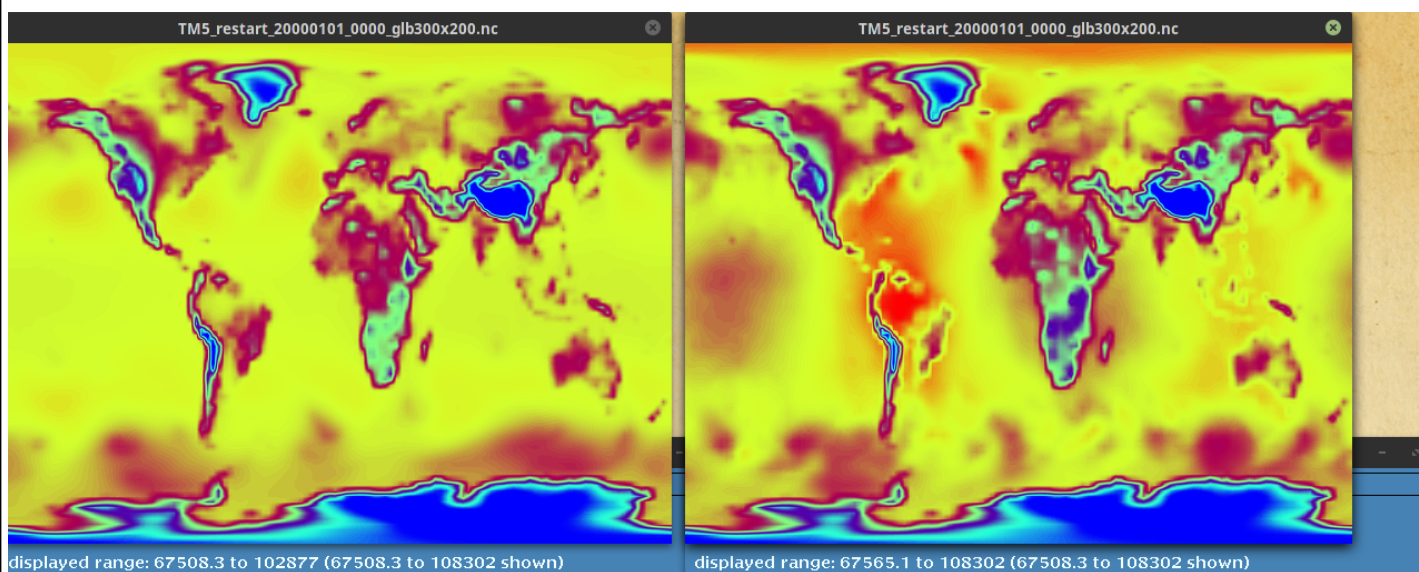 TM5_restart_20000101_0000_glb300x200.nc
TM5_restart_20000101_0000_glb300x200.nc
displayed range: 67508.3 to 102877 (67508.3 to 108302 shown)
displayed range: 67565.1 to 108302 (67508.3 to 108302 shown)